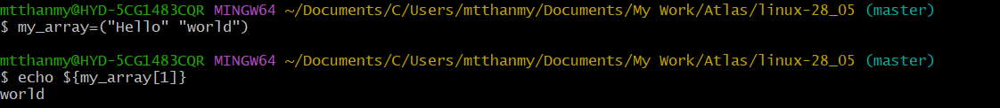 mtthanmy@HYD-5CG1483CQR MINGW64 ~/Documents/C/Users/mtthanmy/Documents/My Work/Atlas/linux-28_05 (master)
$ my_array=("Hello" "world")
mtthanmy@HYD-5CG1483CQR MINGW64 ~/Documents/C/Users/mtthanmy/Documents/My Work/Atlas/linux-28_05 (master)
$ echo ${my_array[1]}
world